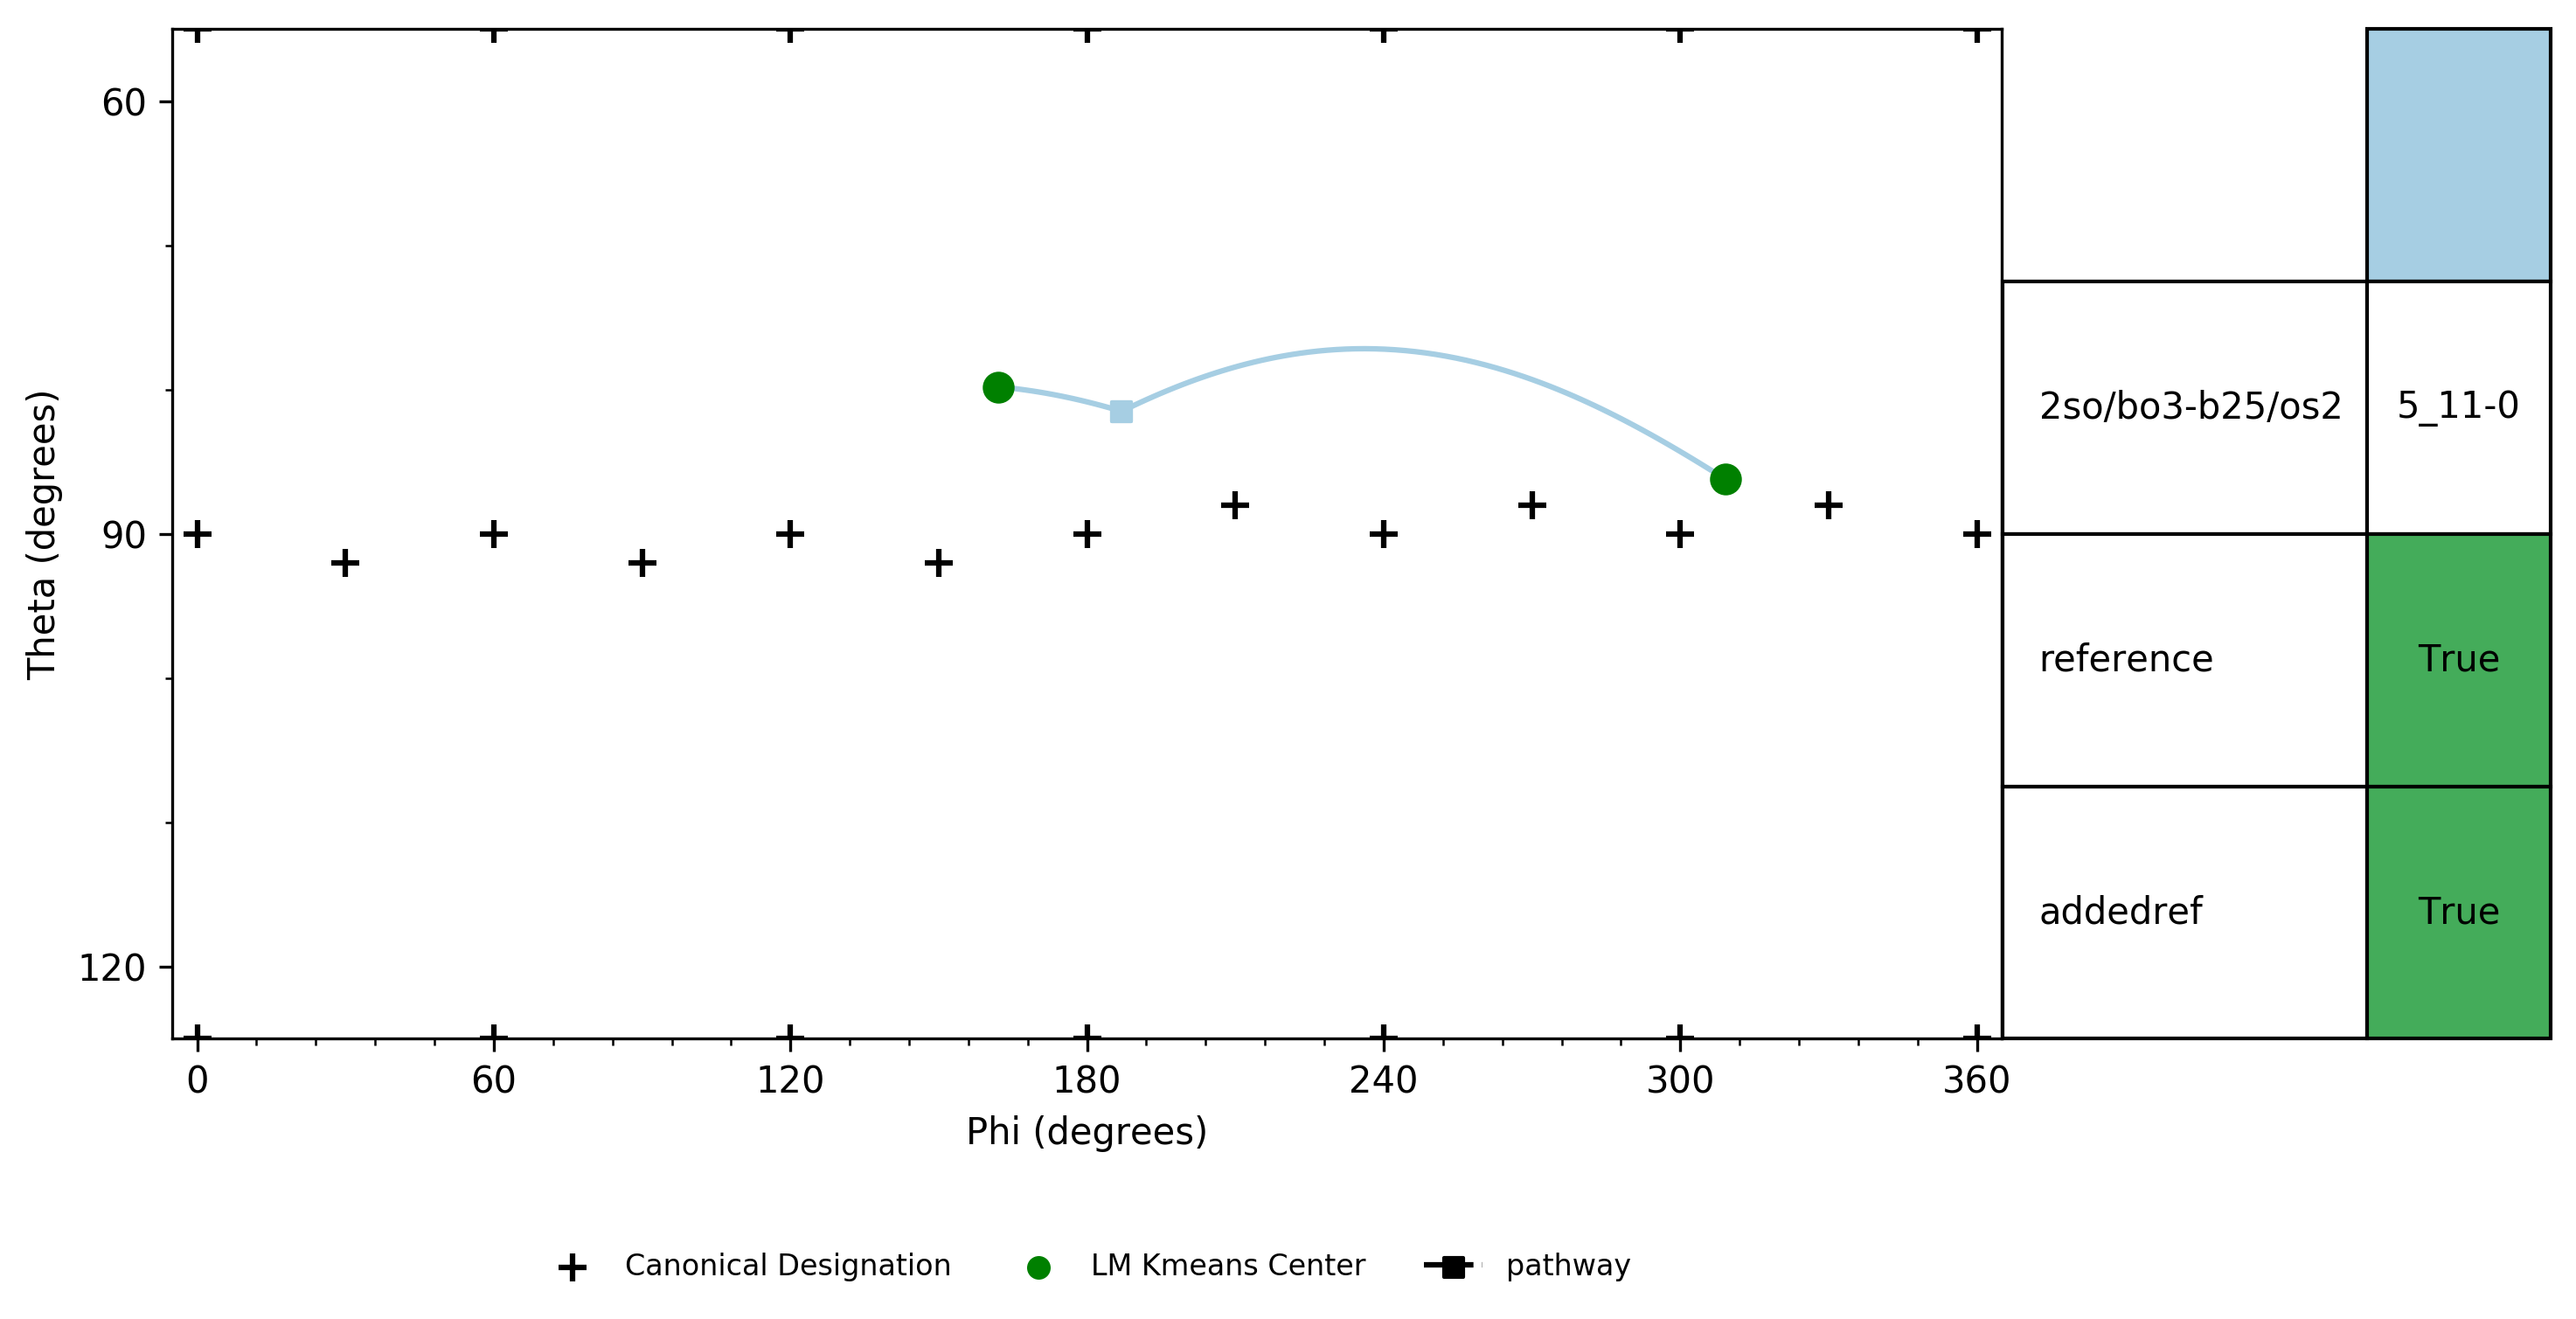 60
90
120
Theta (degrees)
0 60 120 180 240 300 360
Phi (degrees)
2so/bo3-b25/os2 5_11-0
reference True
addedref True
Canonical Designation LM Kmeans Center pathway